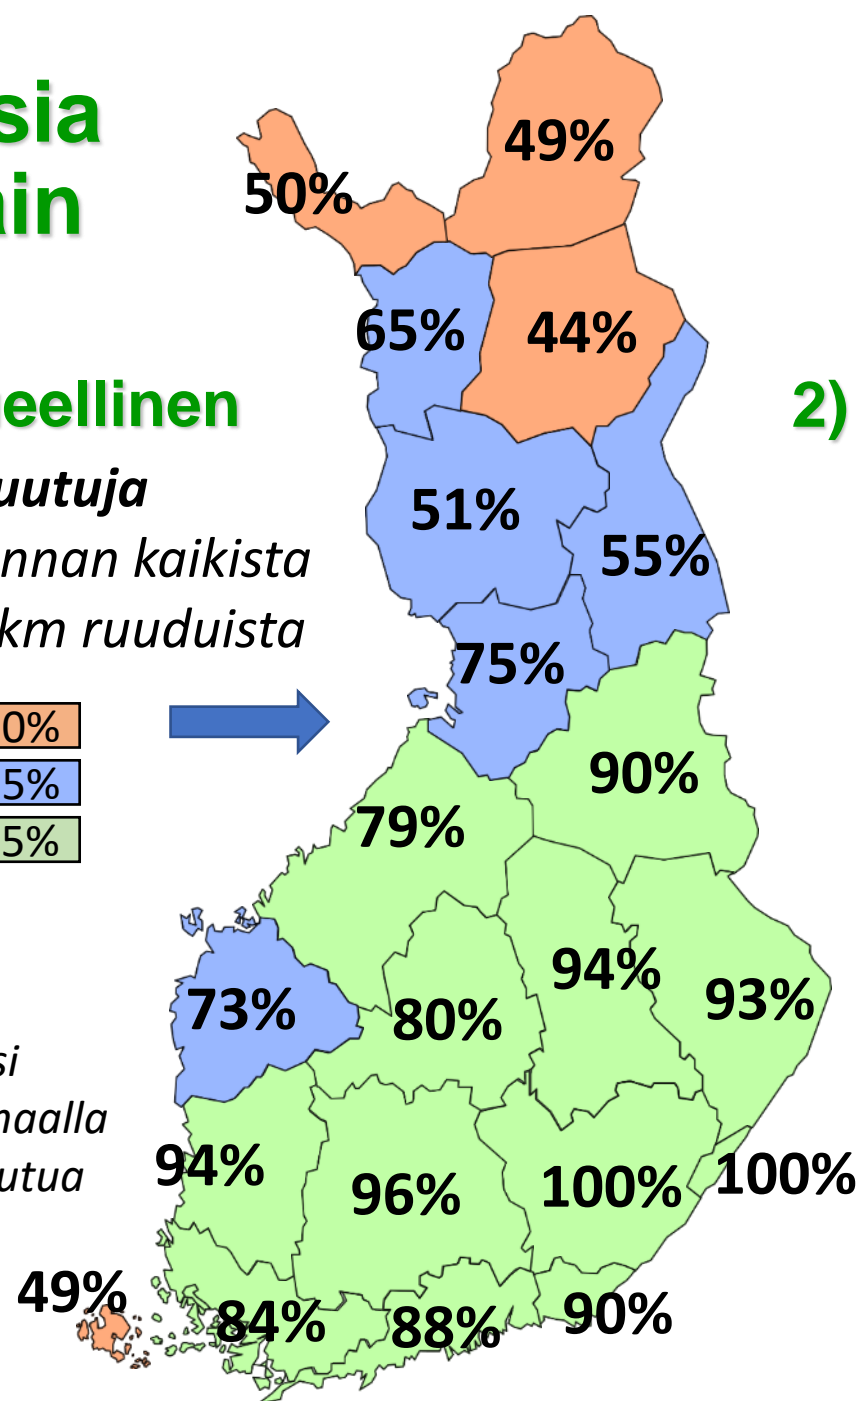 sia
ain
49%
50%
65%
44%
eellinen
2)
uutuja
51%
nnan kaikista
55%
km ruuduista
75%
0%
5%
5%
90%
79%
94%
93%
73%
80%
si
maalla
utua
94%
96%
100%
100%
49%
84%
88%
90%